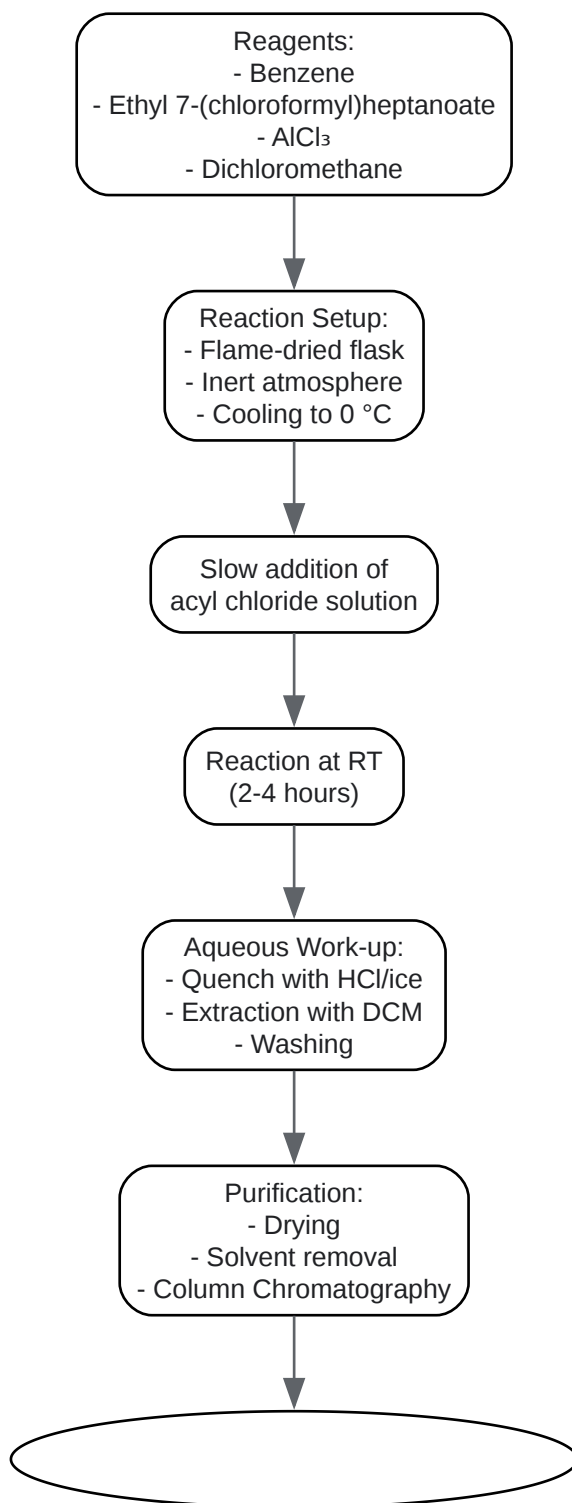 Reagents:
- Benzene
- Ethyl 7-(chloroformyl)heptanoate
- AlCl₃
- Dichloromethane
Reaction Setup:
- Flame-dried flask
- Inert atmosphere
- Cooling to 0 °C
Slow addition of
acyl chloride solution
Reaction at RT
(2-4 hours)
Aqueous Work-up:
- Quench with HCl/ice
- Extraction with DCM
- Washing
Purification:
- Drying
- Solvent removal
- Column Chromatography